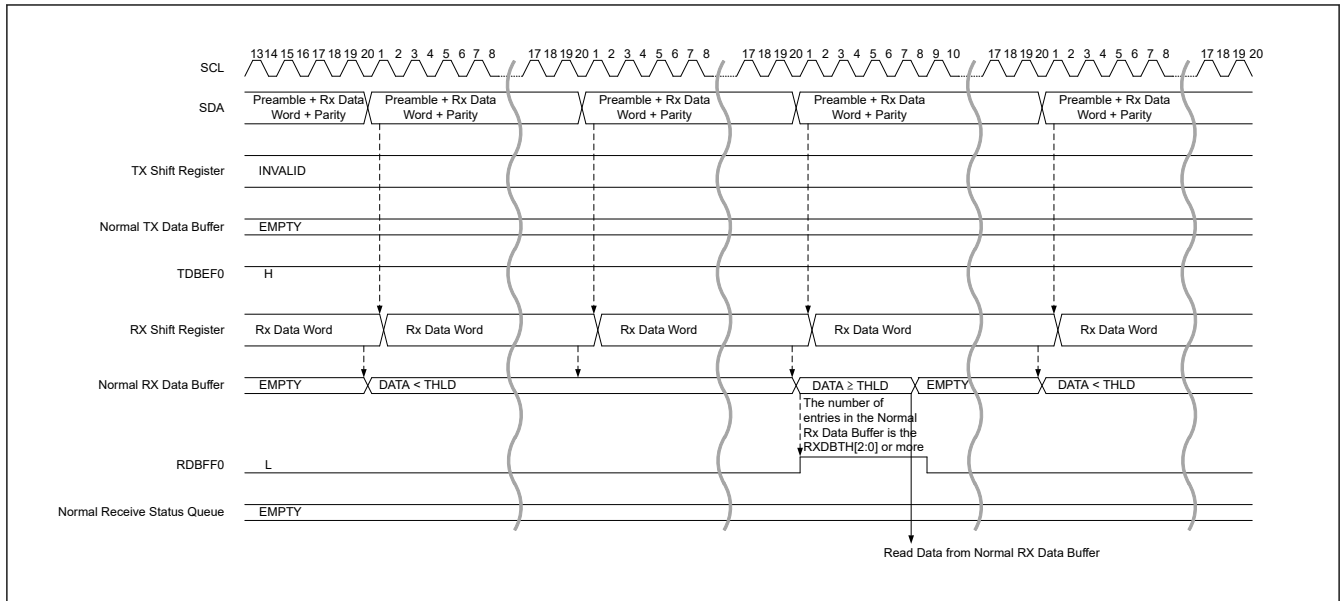 13 14 15 16 17 18 19 20 1 2 3 4 5 6 7 8 17 18 19 20 1 2 3 4 5 6 7 8 17 18 19 20 1 2 3 4 5 6 7 8 9 10 17 18 19 20 1 2 3 4 5 6 7 8 17 18 19 20
SCL
SDA
Preamble + Rx Data
Word + Parity
Preamble + Rx Data
Word + Parity
Preamble + Rx Data
Word + Parity
Preamble + Rx Data
Word + Parity
Preamble + Rx Data
Word + Parity
TX Shift Register
INVALID
Normal TX Data Buffer
EMPTY
TDBEF0
H
RX Shift Register
Rx Data Word
Rx Data Word
Rx Data Word
Rx Data Word
Rx Data Word
Normal RX Data Buffer
EMPTY
DATA < THLD
DATA ≥ THLD
EMPTY
DATA < THLD
The number of
entries in the Normal
Rx Data Buffer is the
RXDBTH[2:0] or more
RDBFF0
L
Normal Receive Status Queue
EMPTY
Read Data from Normal RX Data Buffer